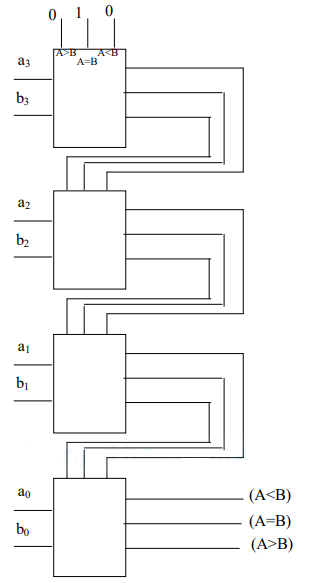 0 1 0
A>B A<B
A=B
a3
b3
a2
b2
a1
b1
a0
b0
(A<B)
(A=B)
(A>B)